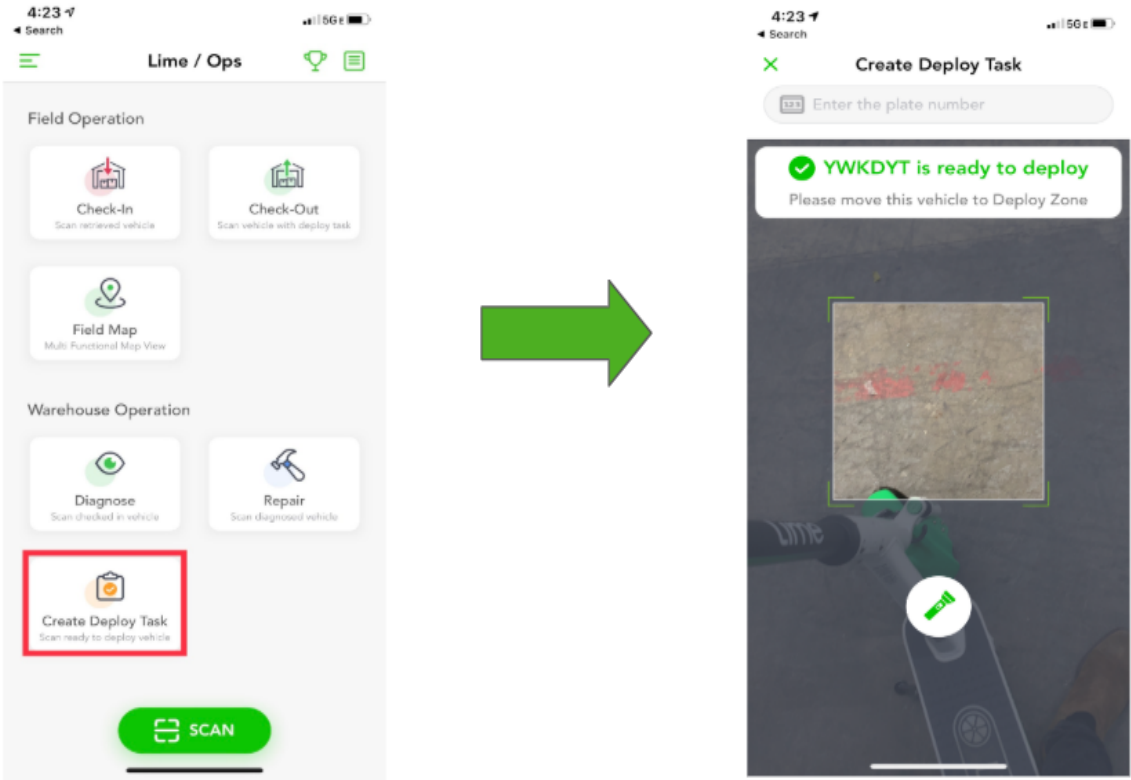 4:23
5GE
◀ Search
Lime / Ops
Field Operation
Check-In
Scan retrieved vehicle
Check-Out
Scan vehicle with deploy task
Field Map
Multi Functional Map View
Warehouse Operation
Diagnose
Scan checked in vehicle
Repair
Scan diagnosed vehicle
Create Deploy Task
Scan ready to deploy vehicle
SCAN
4:23
5GE
◀ Search
Create Deploy Task
123
Enter the plate number
YWKDYT is ready to deploy
Please move this vehicle to Deploy Zone
Lime